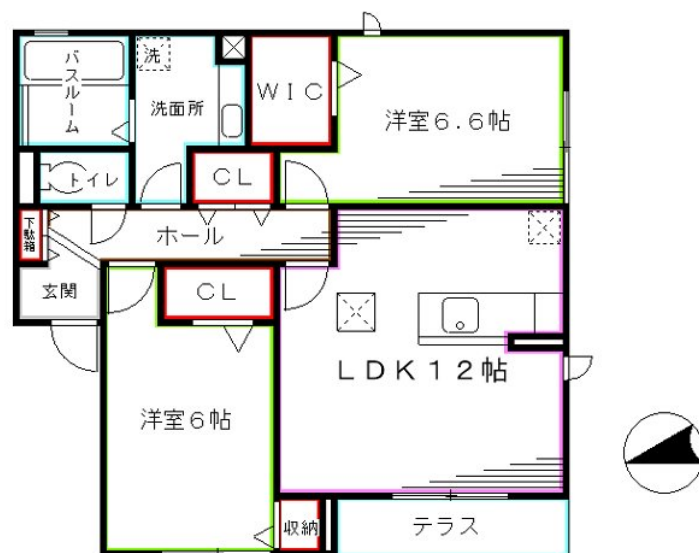 バスルーム
洗
洗面所
WIC
洋室6.6帖
トイレ
CL
下駄箱
ホール
玄関
CL
LDK12帖
洋室6帖
収納
テラス